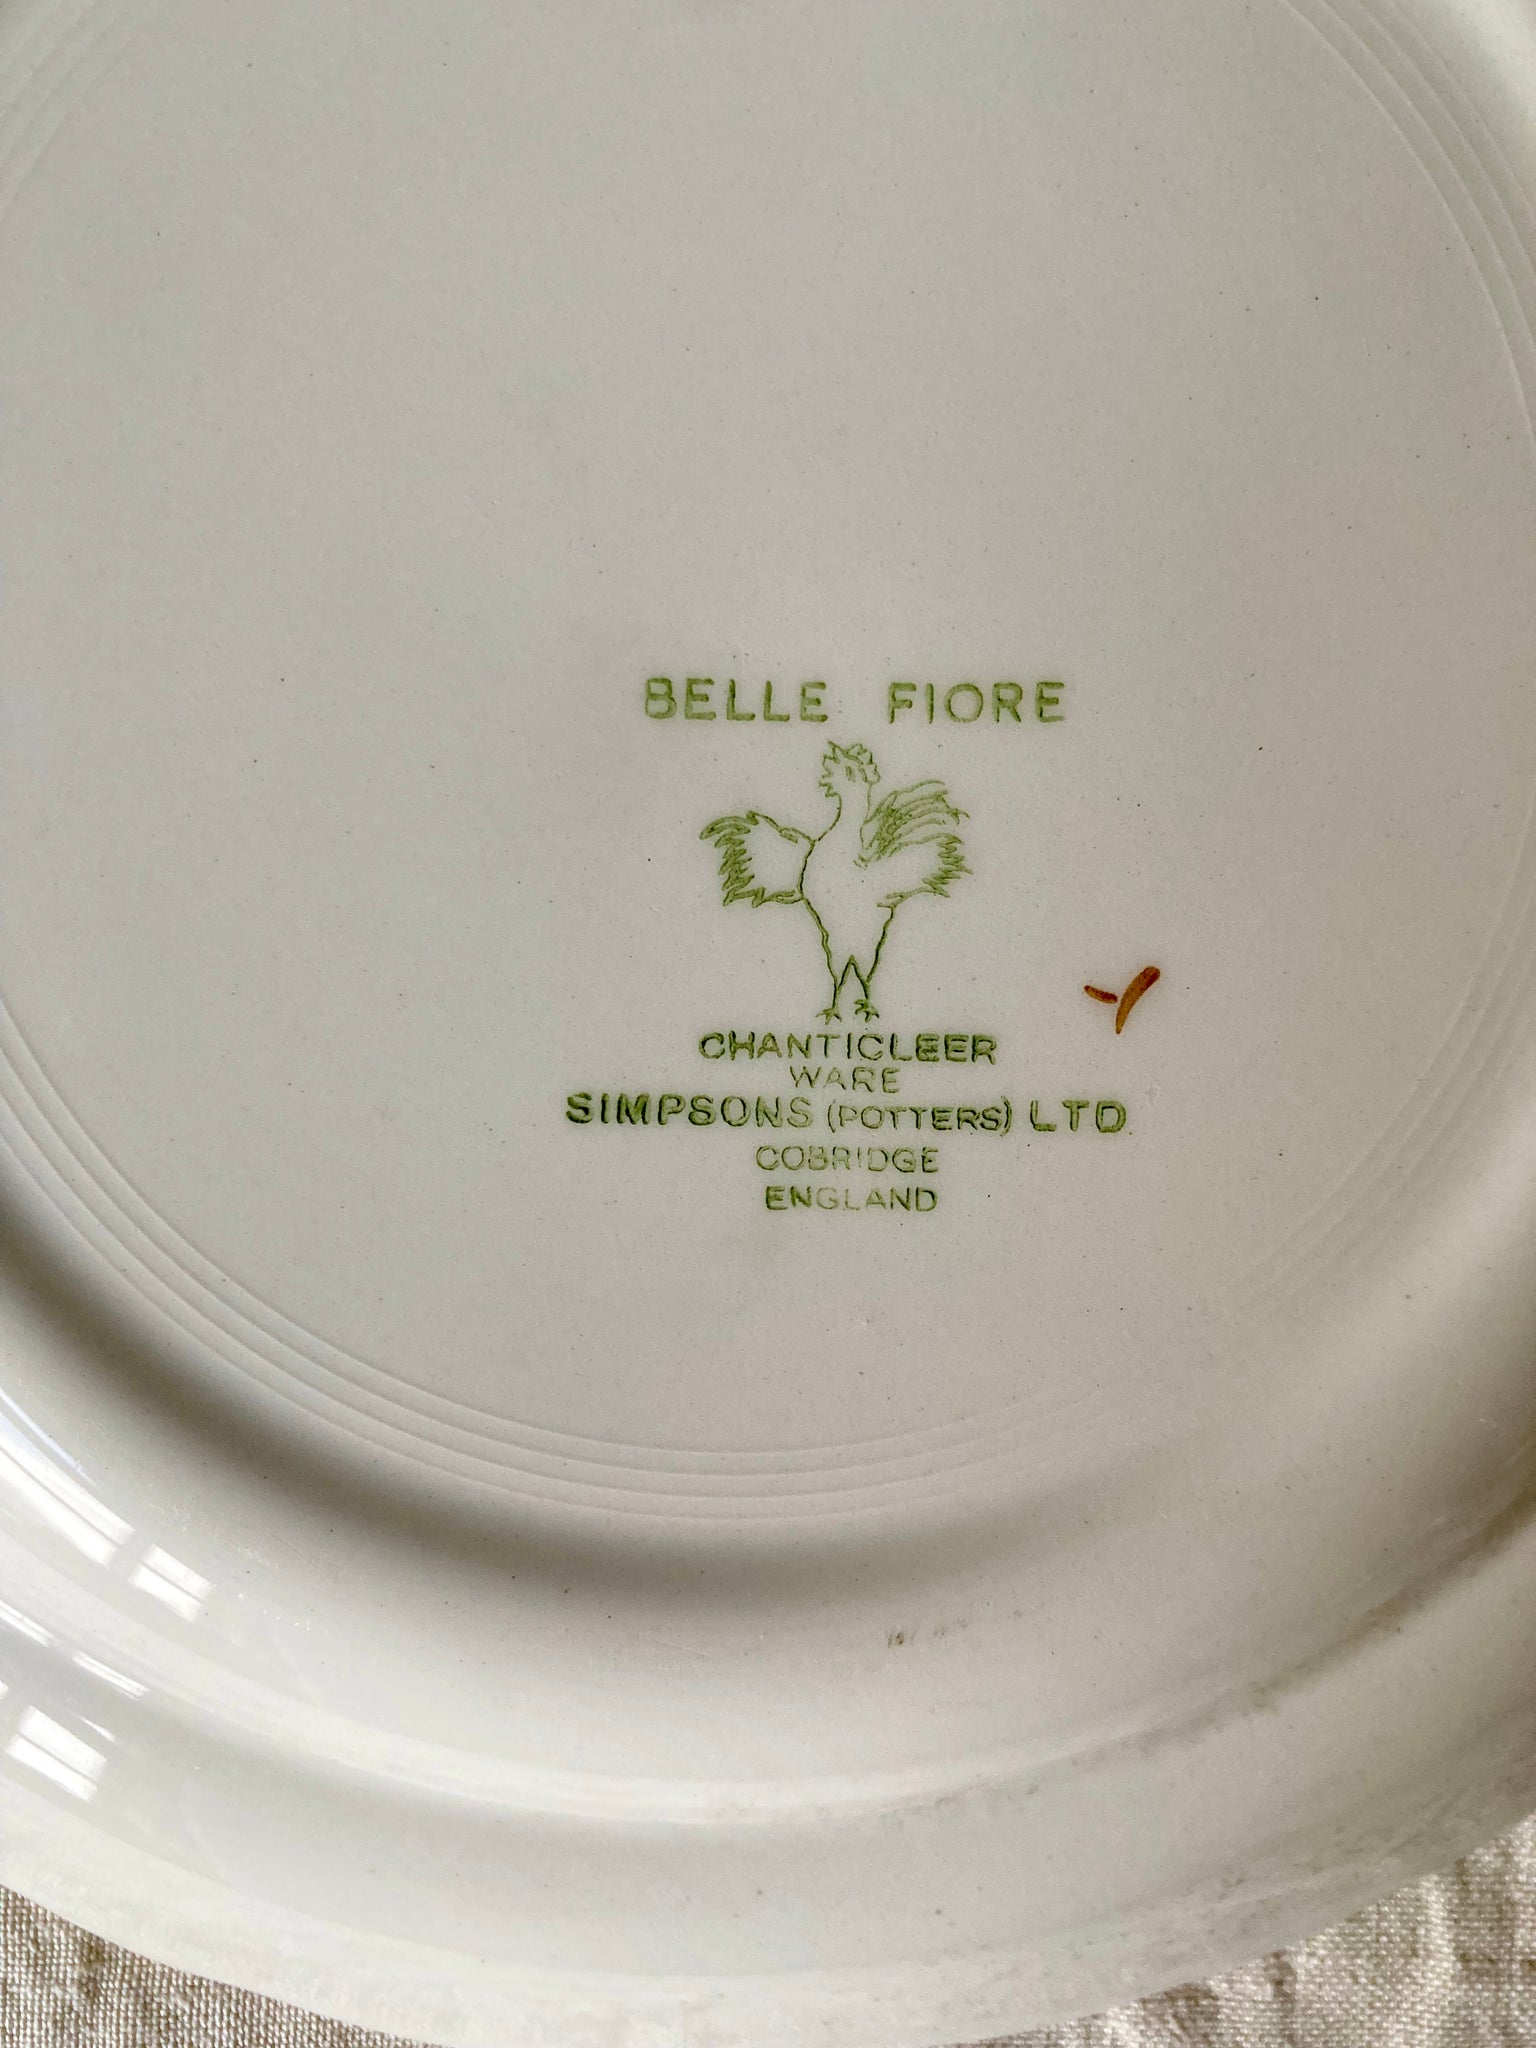 BELLE FIORE
CHANTICLEER
WARE
SIMPSONS (POTTERS) LTD
COBRIDGE
ENGLAND